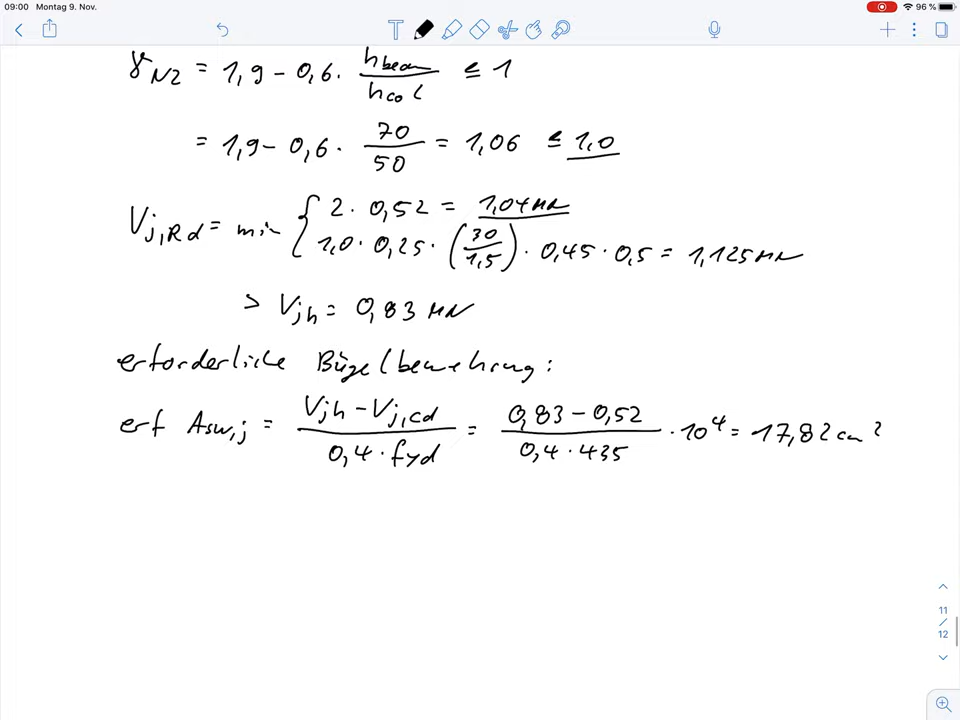 09:00 Montag 9. Nov. 96 %
γN2 = 1,9 − 0,6 · hbeam / hcol ≤ 1
= 1,9 − 0,6 · 70 / 50 = 1,06 ≤ 1,0
Vj,Rd = min { 2 · 0,52 = 1,04 MN
1,0 · 0,25 · (30 / 1,5) · 0,45 · 0,5 = 1,125 MN
> Vjh = 0,83 MN
erforderliche Bügelbewehrung:
erf Asw,j = Vjh − Vj,cd / 0,4 · fyd = 0,83 − 0,52 / 0,4 · 435 · 10⁴ = 17,82 cm²
11
/
12